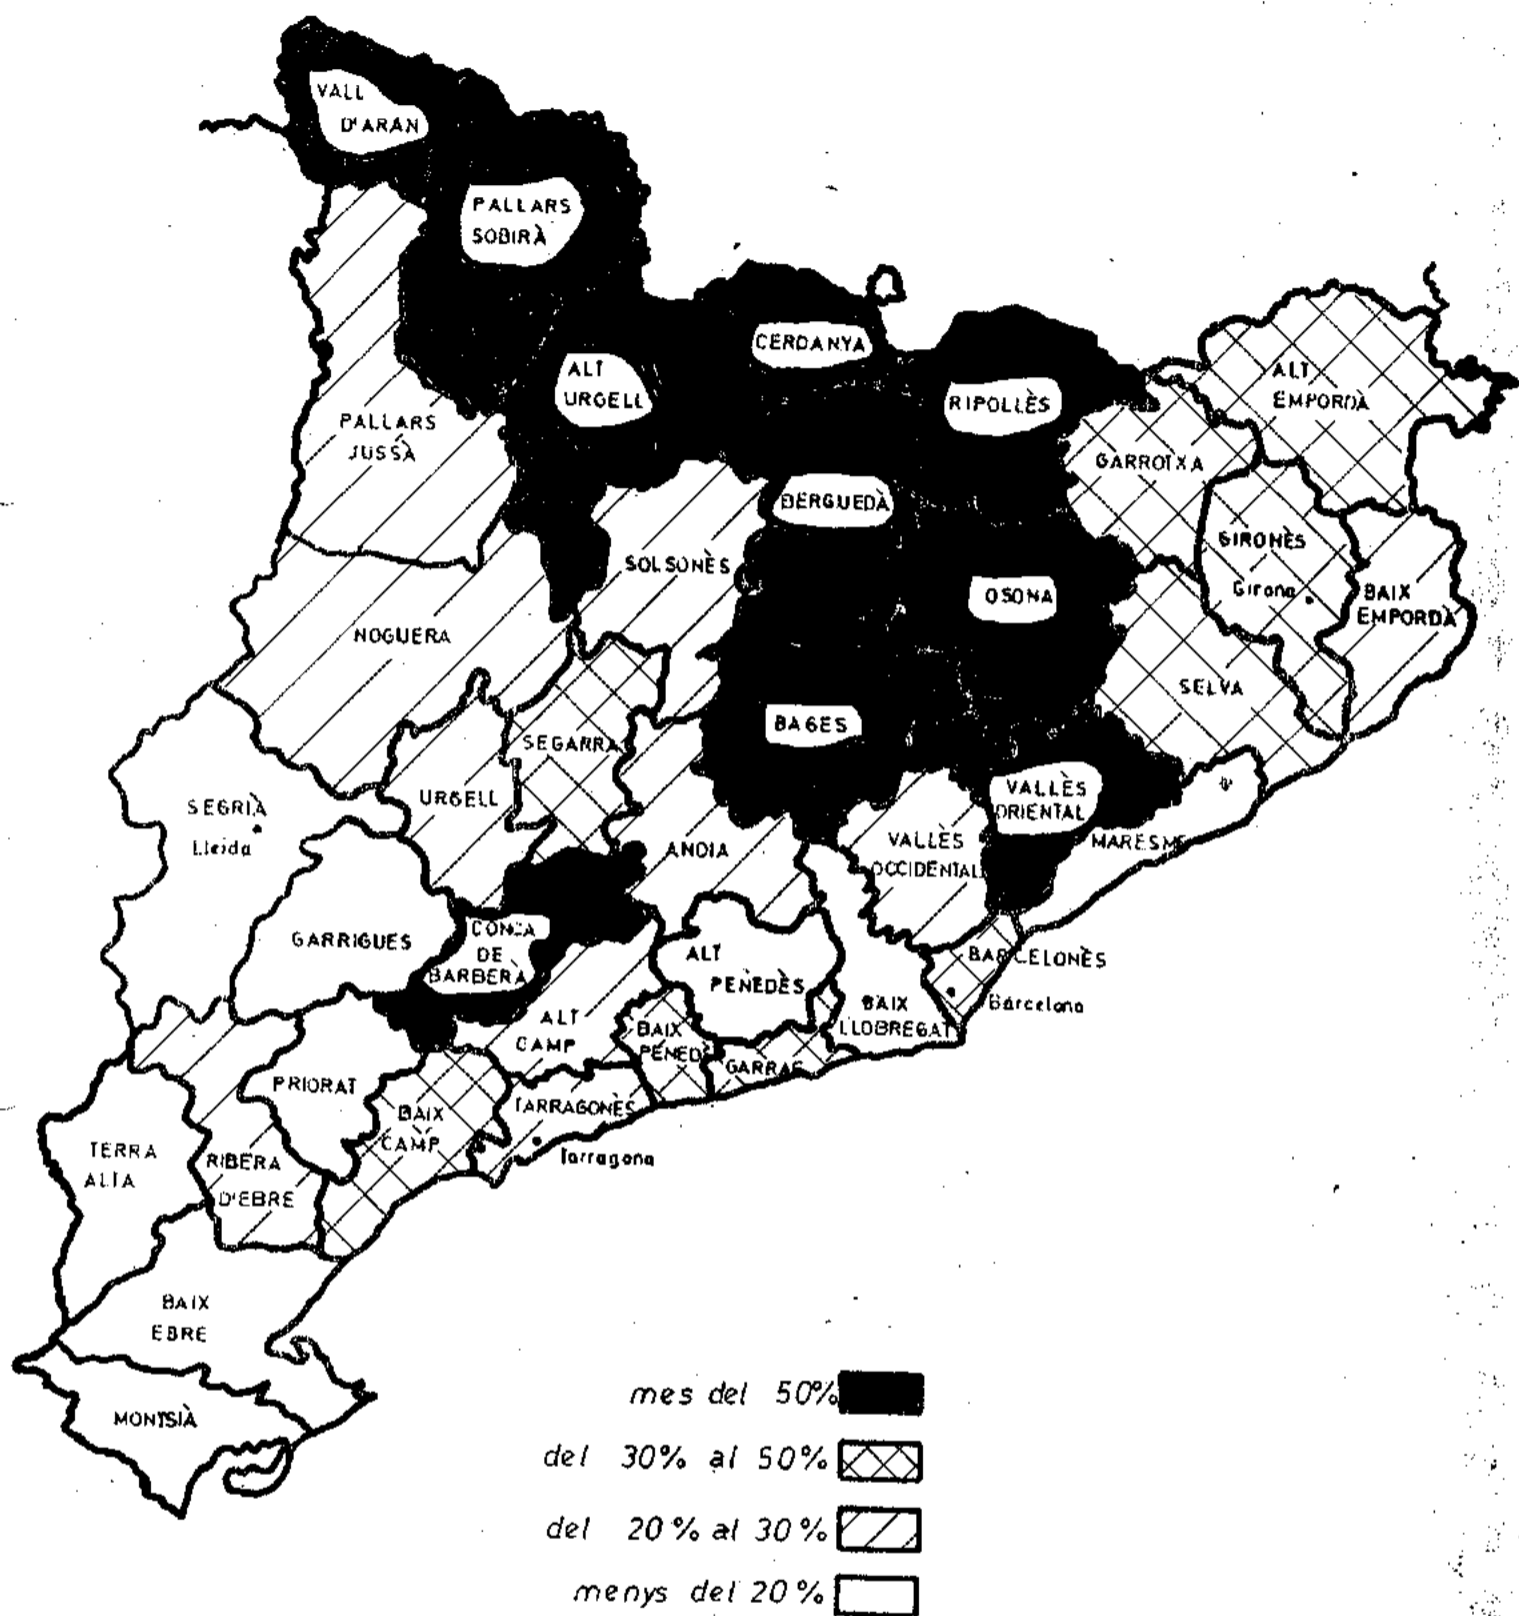 VALL
D'ARAN
PALLARS
SOBIRÀ
CERDANYA
ALT
URGELL
RIPOLLÈS
ALT
EMPORDÀ
PALLARS
JUSSÀ
GARROTXA
BERGUEDÀ
GIRONÈS
Girona
SOLSONÈS
OSONA
BAIX
EMPORDÀ
NOGUERA
SELVA
BAGES
SEGARRA
URGELL
VALLÈS
ORIENTAL
SEGRIÀ
Lleida
ANOIA
VALLÈS
OCCIDENTAL
MARESME
GARRIGUES
CONCA
DE
BARBERÀ
ALT
PENEDÈS
BARCELONÈS
Barcelona
BAIX
LLOBREGAT
ALT
CAMP
BAIX
PENEDÈ
GARRAF
PRIORAT
BAIX
CAMP
TARRAGONÈS
Tarragona
TERRA
ALTA
RIBERA
D'EBRE
BAIX
EBRE
MONTSIÀ
mes del 50%
del 30% al 50%
del 20% al 30%
menys del 20%